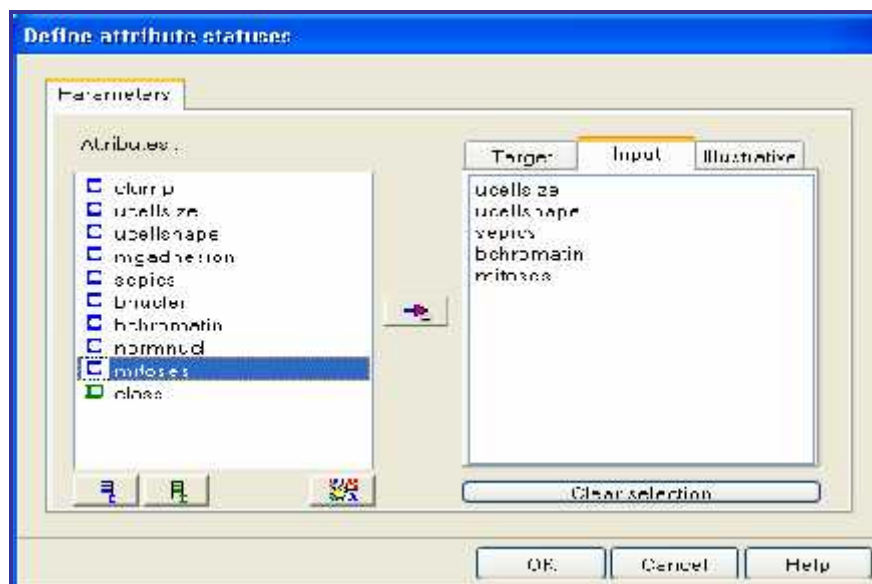 Define attribute statuses
Parameters
Attributes :
clump
ucellsize
ucellshape
mgadhesion
sepics
bnuclei
bchromatin
normnucl
mitoses
class
Target
Input
Illustrative
ucellsize
ucellshape
sepics
bchromatin
mitoses
Clear selection
OK
Cancel
Help